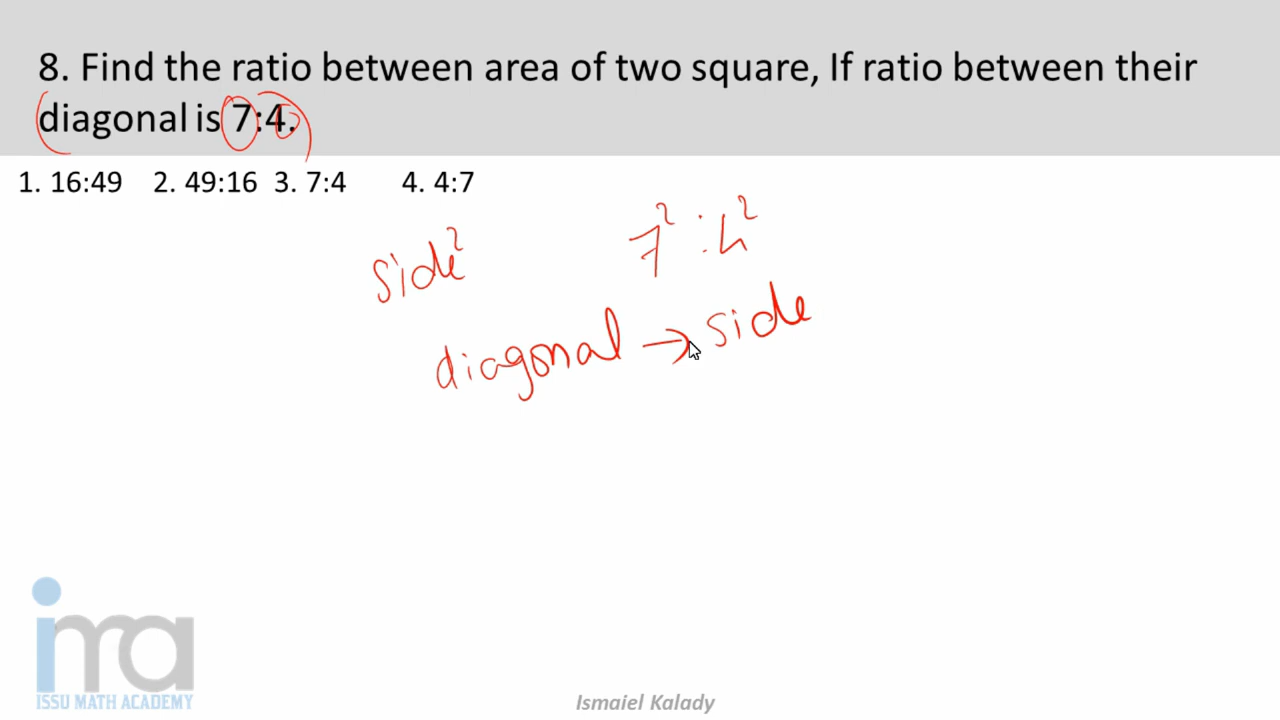 8. Find the ratio between area of two square, If ratio between their
diagonal is 7:4.
1. 16:49 2. 49:16 3. 7:4 4. 4:7
side² 7² : 4²
diagonal → side
ima
ISSU MATH ACADEMY
Ismaiel Kalady